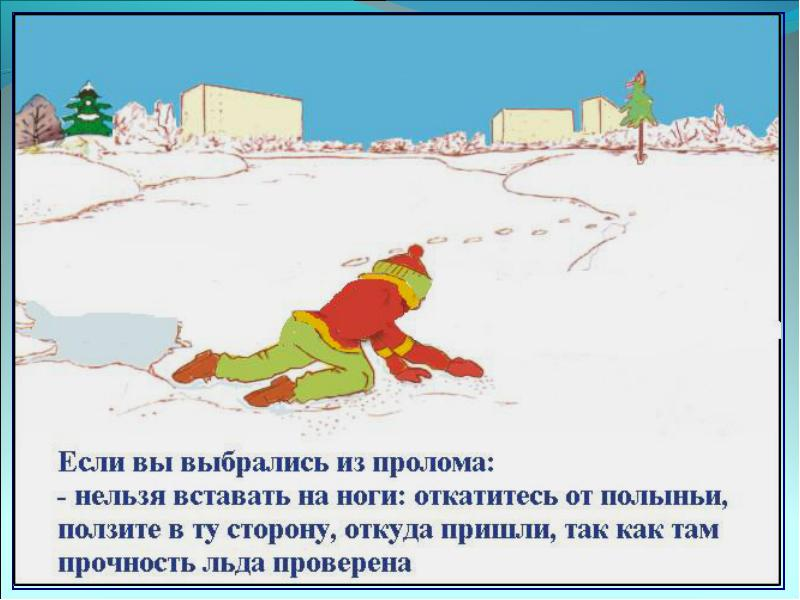 Если вы выбрались из пролома:
- нельзя вставать на ноги: откатитесь от полыньи,
ползите в ту сторону, откуда пришли, так как там
прочность льда проверена